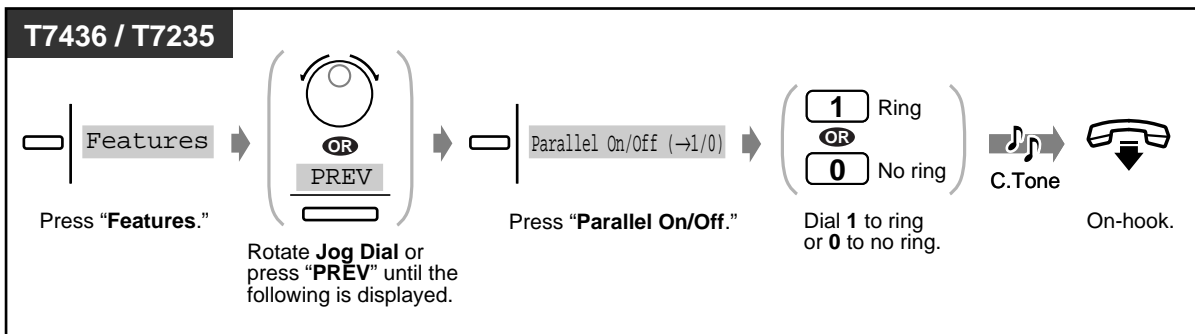 T7436 / T7235
Features
OR
PREV
Parallel On/Off (→1/0)
1 Ring
OR
0 No ring
C.Tone
Press “Features.”
Rotate Jog Dial or
press “PREV” until the
following is displayed.
Press “Parallel On/Off.”
Dial 1 to ring
or 0 to no ring.
On-hook.